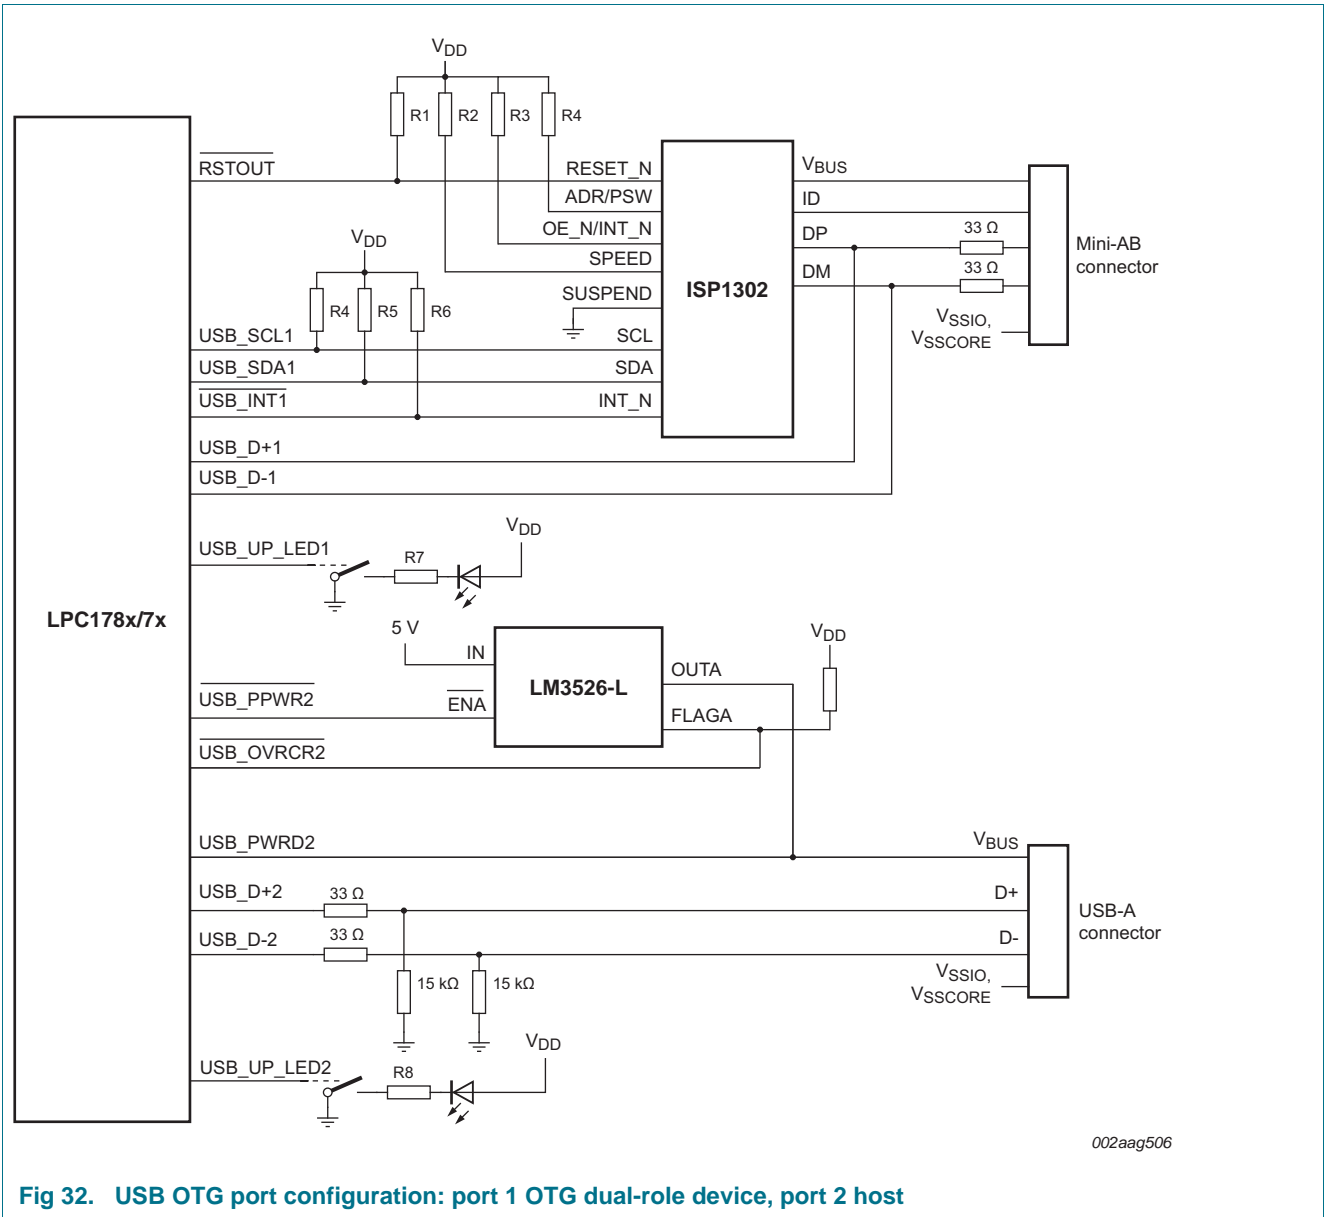 VDD
R1 R2 R3 R4
RSTOUT
RESET_N
ADR/PSW
OE_N/INT_N
SPEED
SUSPEND
VDD
R4 R5 R6
USB_SCL1
SCL
USB_SDA1
SDA
USB_INT1
INT_N
ISP1302
VBUS
ID
DP
33 Ω
DM
33 Ω
VSSIO,
VSSCORE
Mini-AB
connector
USB_D+1
USB_D-1
USB_UP_LED1
R7
VDD
LPC178x/7x
5 V
IN
LM3526-L
OUTA
VDD
USB_PPWR2
ENA
FLAGA
USB_OVRCR2
USB_PWRD2
VBUS
USB_D+2
33 Ω
D+
USB_D-2
33 Ω
D-
USB-A
connector
15 kΩ 15 kΩ
VSSIO,
VSSCORE
USB_UP_LED2
R8
VDD
002aag506
Fig 32. USB OTG port configuration: port 1 OTG dual-role device, port 2 host